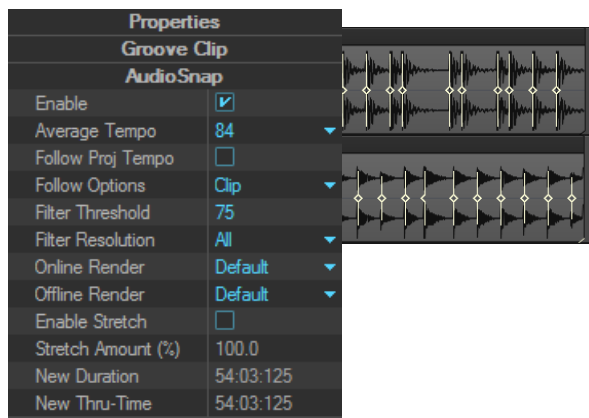 Properties
Groove Clip
AudioSnap
Enable
Average Tempo 84
Follow Proj Tempo
Follow Options Clip
Filter Threshold 75
Filter Resolution All
Online Render Default
Offline Render Default
Enable Stretch
Stretch Amount (%) 100.0
New Duration 54:03:125
New Thru-Time 54:03:125